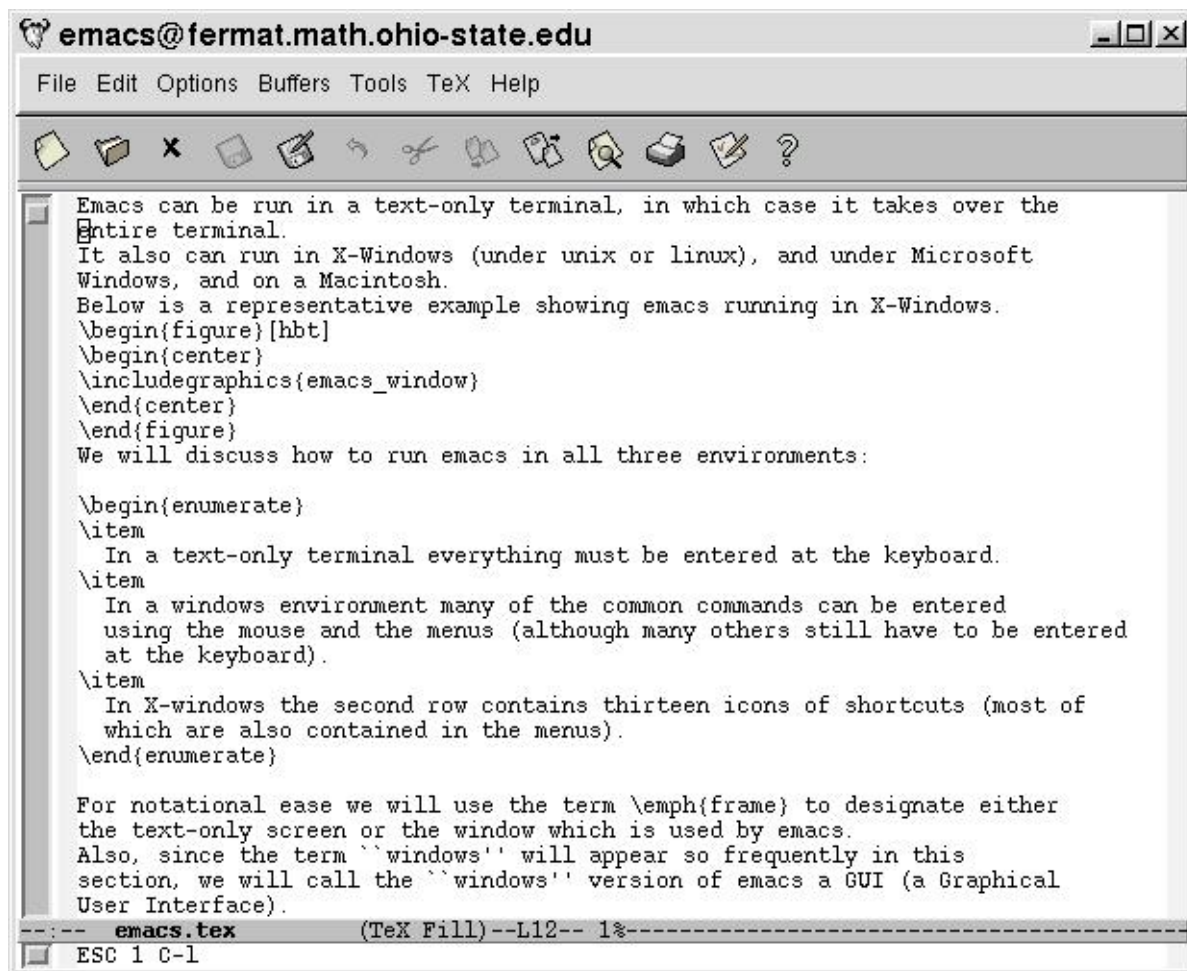 emacs@fermat.math.ohio-state.edu
File Edit Options Buffers Tools TeX Help
Emacs can be run in a text-only terminal, in which case it takes over the
entire terminal.
It also can run in X-Windows (under unix or linux), and under Microsoft
Windows, and on a Macintosh.
Below is a representative example showing emacs running in X-Windows.
\begin{figure}[hbt]
\begin{center}
\includegraphics{emacs_window}
\end{center}
\end{figure}
We will discuss how to run emacs in all three environments:

\begin{enumerate}
\item
  In a text-only terminal everything must be entered at the keyboard.
\item
  In a windows environment many of the common commands can be entered
  using the mouse and the menus (although many others still have to be entered
  at the keyboard).
\item
  In X-windows the second row contains thirteen icons of shortcuts (most of
  which are also contained in the menus).
\end{enumerate}

For notational ease we will use the term \emph{frame} to designate either
the text-only screen or the window which is used by emacs.
Also, since the term ``windows'' will appear so frequently in this
section, we will call the ``windows'' version of emacs a GUI (a Graphical
User Interface).
--:-- emacs.tex (TeX Fill)--L12-- 1%------------------------------------------
ESC 1 C-l